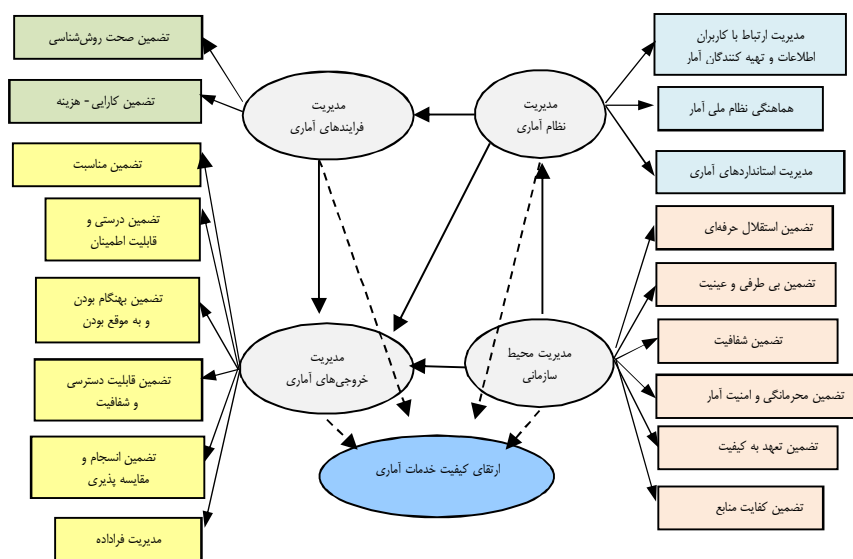 مدیریت ارتباط با کاربران
اطلاعات و تهیه کنندگان آمار
هماهنگی نظام ملی آمار
مدیریت استانداردهای آماری
تضمین استقلال حرفه‌ای
تضمین بی طرفی و عینیت
تضمین شفافیت
تضمین محرمانگی و امنیت آمار
تضمین تعهد به کیفیت
تضمین کفایت منابع
مدیریت
نظام آماری
مدیریت محیط
سازمانی
مدیریت
فرایندهای آماری
مدیریت
خروجی‌های آماری
ارتقای کیفیت خدمات آماری
تضمین صحت روش‌شناسی
تضمین کارایی - هزینه
تضمین مناسبت
تضمین درستی و
قابلیت اطمینان
تضمین بهنگام بودن
و به موقع بودن
تضمین قابلیت دسترسی
و شفافیت
تضمین انسجام و
مقایسه پذیری
مدیریت فراداده